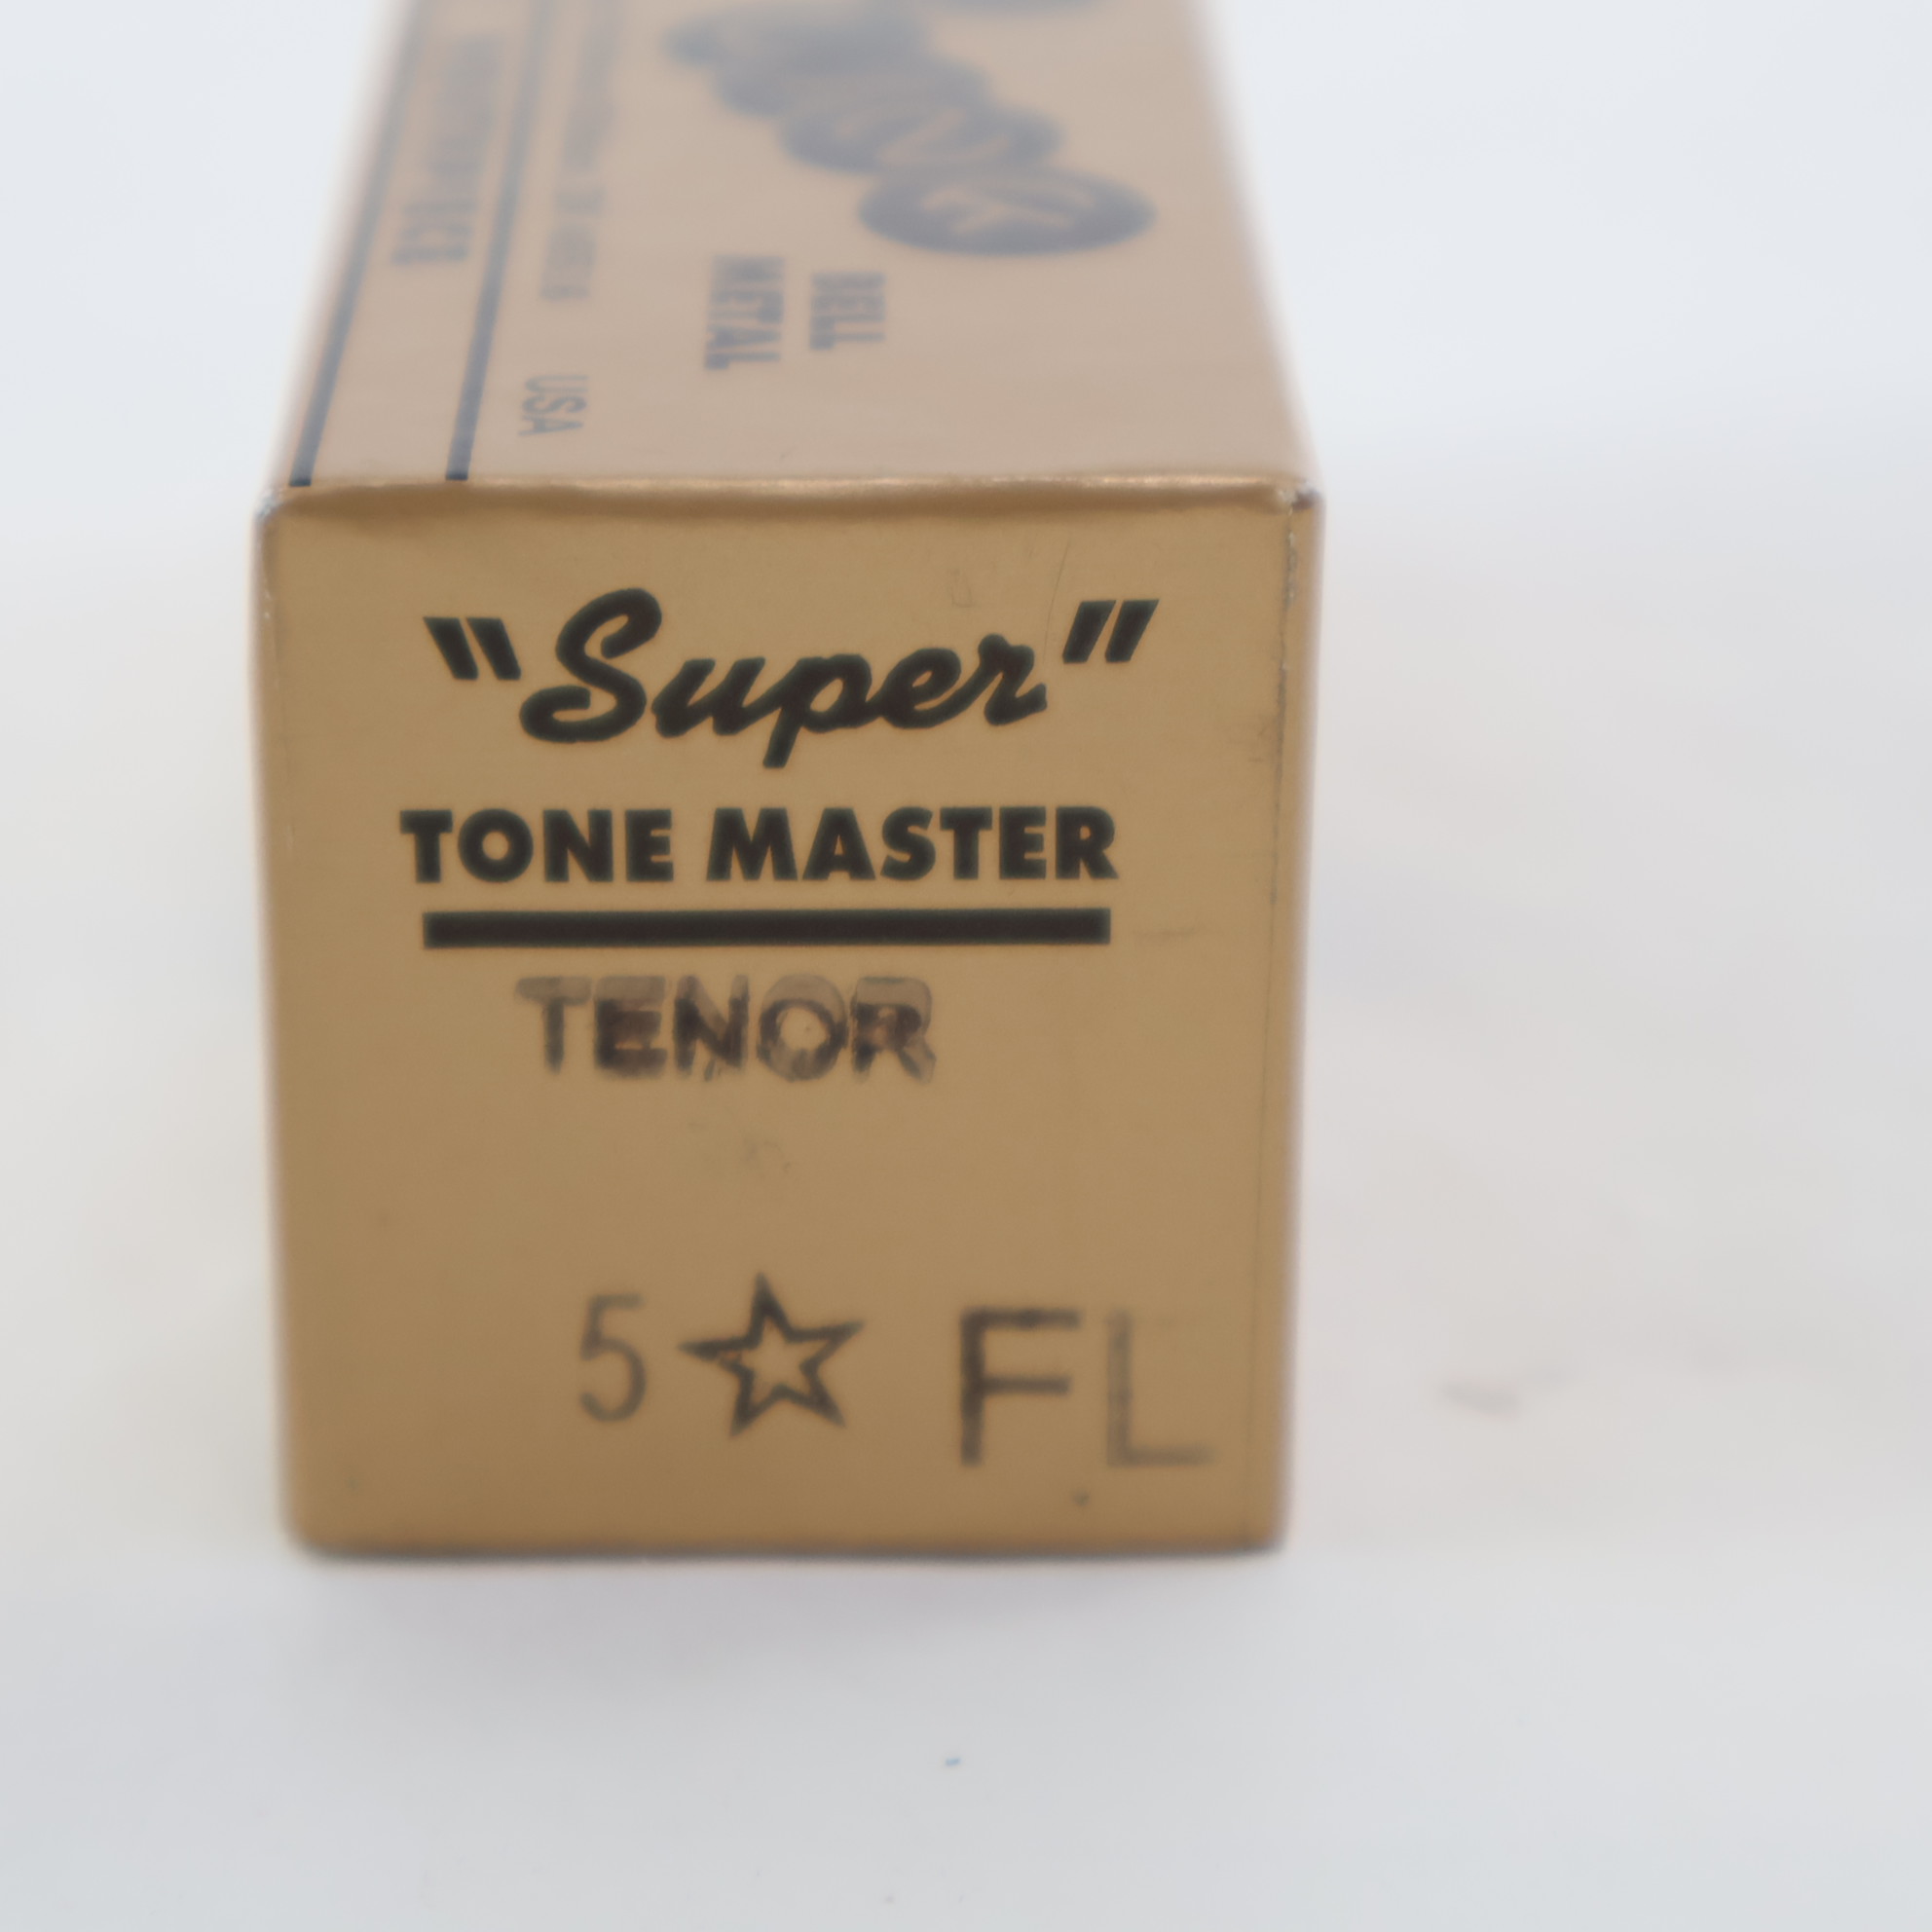 BELL
METAL
USA
"Super"
TONE MASTER
TENOR
5☆ FL